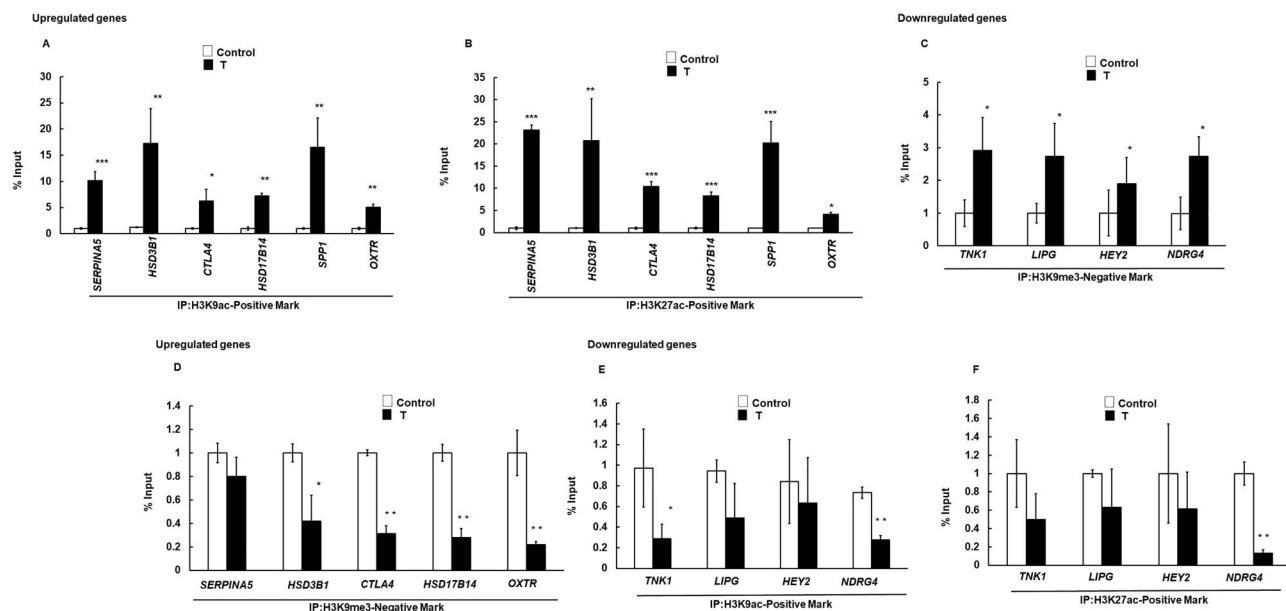 Upregulated genes
Downregulated genes
A
Control
T
30
25
20
15
10
5
0
% Input
***
**
*
**
**
**
SERPINA5
HSD3B1
CTLA4
HSD17B14
SPP1
OXTR
IP:H3K9ac-Positive Mark
B
Control
T
35
30
25
20
15
10
5
0
% Input
***
**
***
***
***
*
SERPINA5
HSD3B1
CTLA4
HSD17B14
SPP1
OXTR
IP:H3K27ac-Positive Mark
C
Control
T
5
4
3
2
1
0
% Input
*
*
*
*
TNK1 LIPG HEY2 NDRG4
IP:H3K9me3-Negative Mark
Upregulated genes
Downregulated genes
D
Control
T
1.4
1.2
1
0.8
0.6
0.4
0.2
0
% Input
*
* *
* *
* *
SERPINA5 HSD3B1 CTLA4 HSD17B14 OXTR
IP:H3K9me3-Negative Mark
E
Control
T
1.6
1.4
1.2
1
0.8
0.6
0.4
0.2
0
% Input
*
* *
TNK1 LIPG HEY2 NDRG4
IP:H3K9ac-Positive Mark
F
Control
T
1.8
1.6
1.4
1.2
1
0.8
0.6
0.4
0.2
0
% Input
* *
TNK1 LIPG HEY2 NDRG4
IP:H3K27ac-Positive Mark